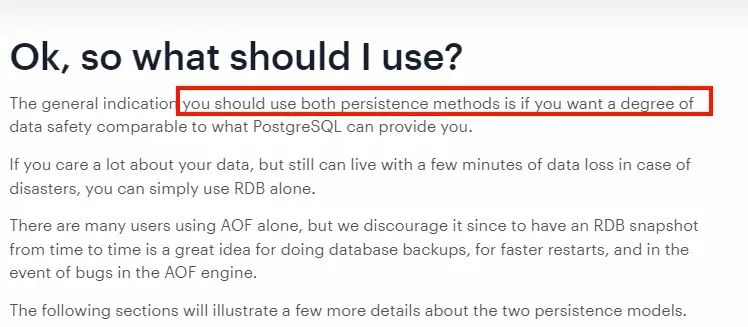 Ok, so what should I use?
The general indication you should use both persistence methods is if you want a degree of
data safety comparable to what PostgreSQL can provide you.
If you care a lot about your data, but still can live with a few minutes of data loss in case of
disasters, you can simply use RDB alone.
There are many users using AOF alone, but we discourage it since to have an RDB snapshot
from time to time is a great idea for doing database backups, for faster restarts, and in the
event of bugs in the AOF engine.
The following sections will illustrate a few more details about the two persistence models.